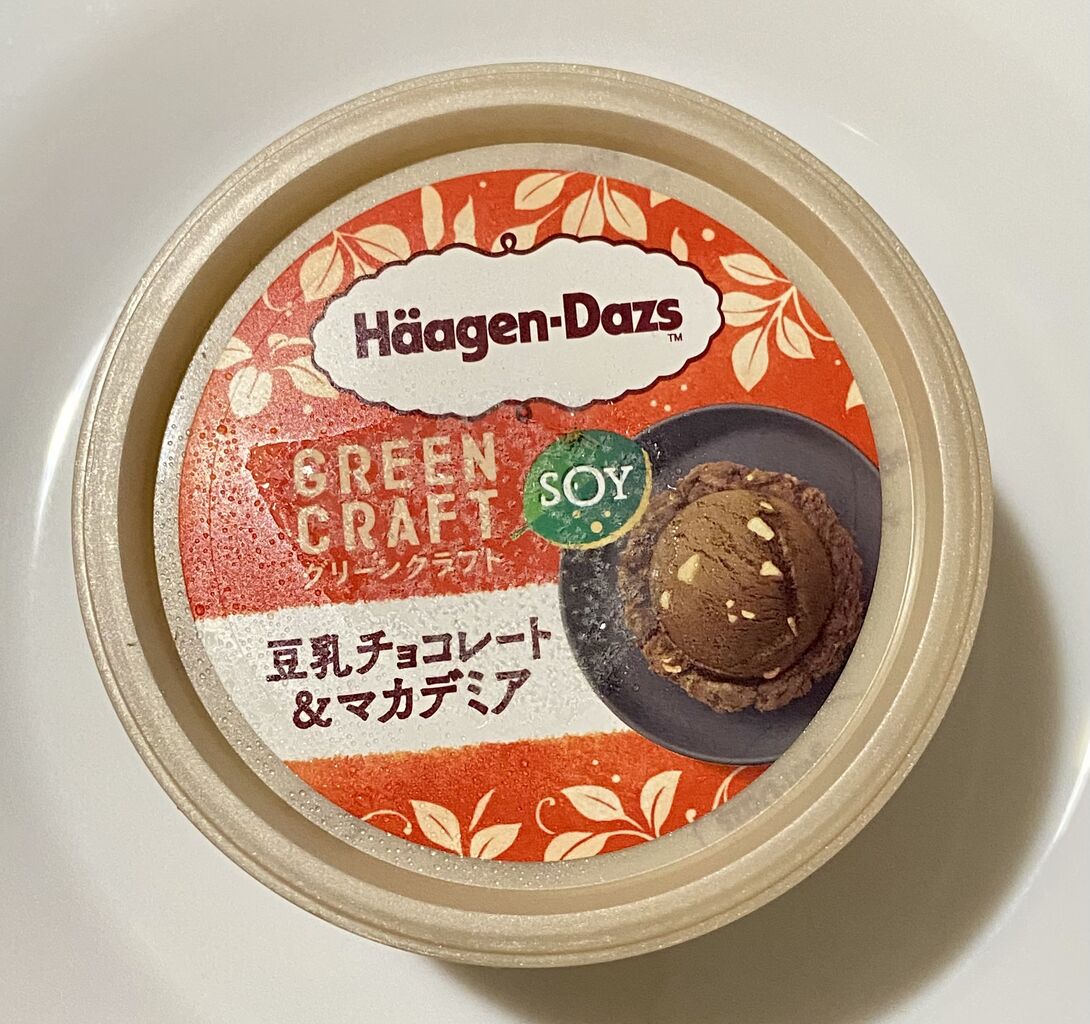 Häagen-Dazs™
GREEN
CRAFT
グリーンクラフト
SOY
豆乳チョコレート
&マカデミア